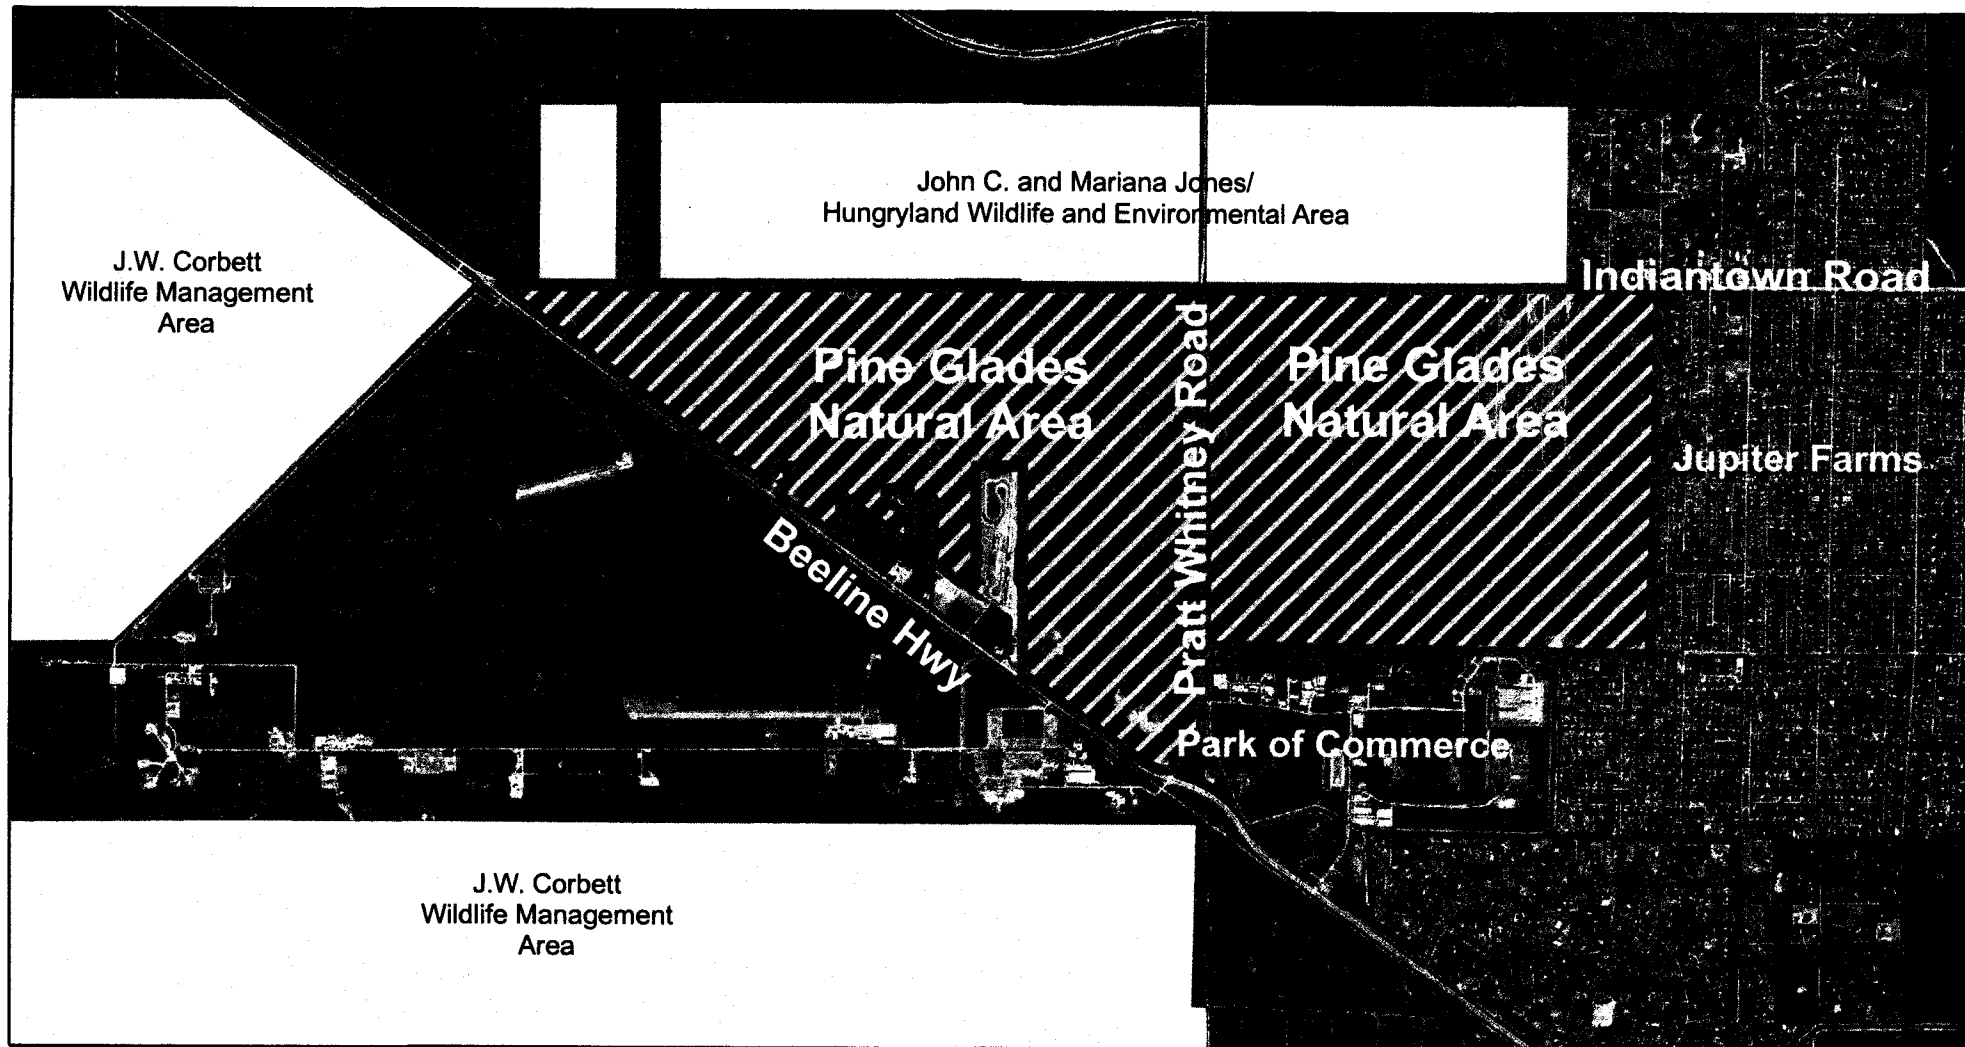 John C. and Mariana Jones/
Hungryland Wildlife and Environmental Area
J.W. Corbett
Wildlife Management
Area
Indiantown Road
Pine Glades
Natural Area
Pratt Whitney Road
Pine Glades
Natural Area
Jupiter Farms
Beeline Hwy
Park of Commerce
J.W. Corbett
Wildlife Management
Area